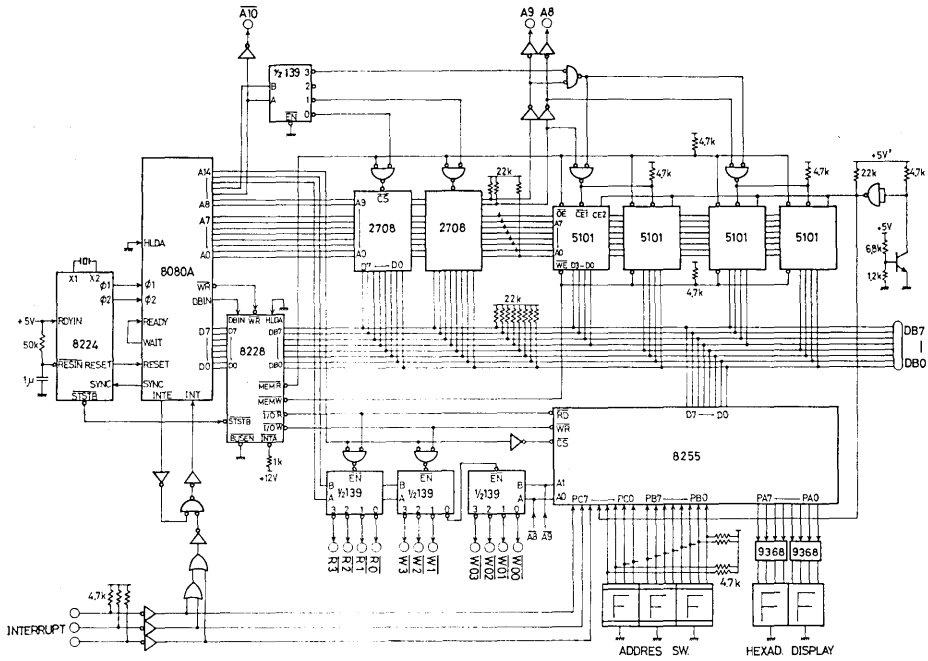 A10
A9 A8
½ 139 3
B 2
A 1
EN 0
4,7k
+5V'
22k 4,7k
22k
4,7k
4,7k
A14
A8
A7
A0
HLDA
8080A
A9 CS
2708
A0
D7 D0
2708
OE CE1 CE2
A7
5101
A0
WE D3-D0
5101
5101
5101
4,7k
+5V
6,8k
1,2k
X1 X2
φ1 φ1
φ2 φ2
WR
DBIN
+5V RDYIN
8224
READY
WAIT
50k
RESIN RESET RESET
1μ
SYNC SYNC
STSTB
INTE INT
D7
D0
DBIN WR HLDA
D7 DB7
8228
D0 DB0
MEMR
MEMW
I/OR
I/OW
STSTB
BUSEN INTA
1k
+12V
22k
DB7
DB0
D7 D0
RD
WR
CS
8255
A1
A0
PC7 PC0 PB7 PB0 PA7 PA0
EN
B ½139
A
3 2 1 0
R3 R2 R1 R0
EN
B ½139
A
3 2 1 0
W3 W2 W1
EN
½139 B
A
3 2 1 0
W03 W02 W01 W00
A8 A9
9368 9368
4,7k
F F F
F F
4,7k
INTERRUPT
ADDRES SW.
HEXAD. DISPLAY